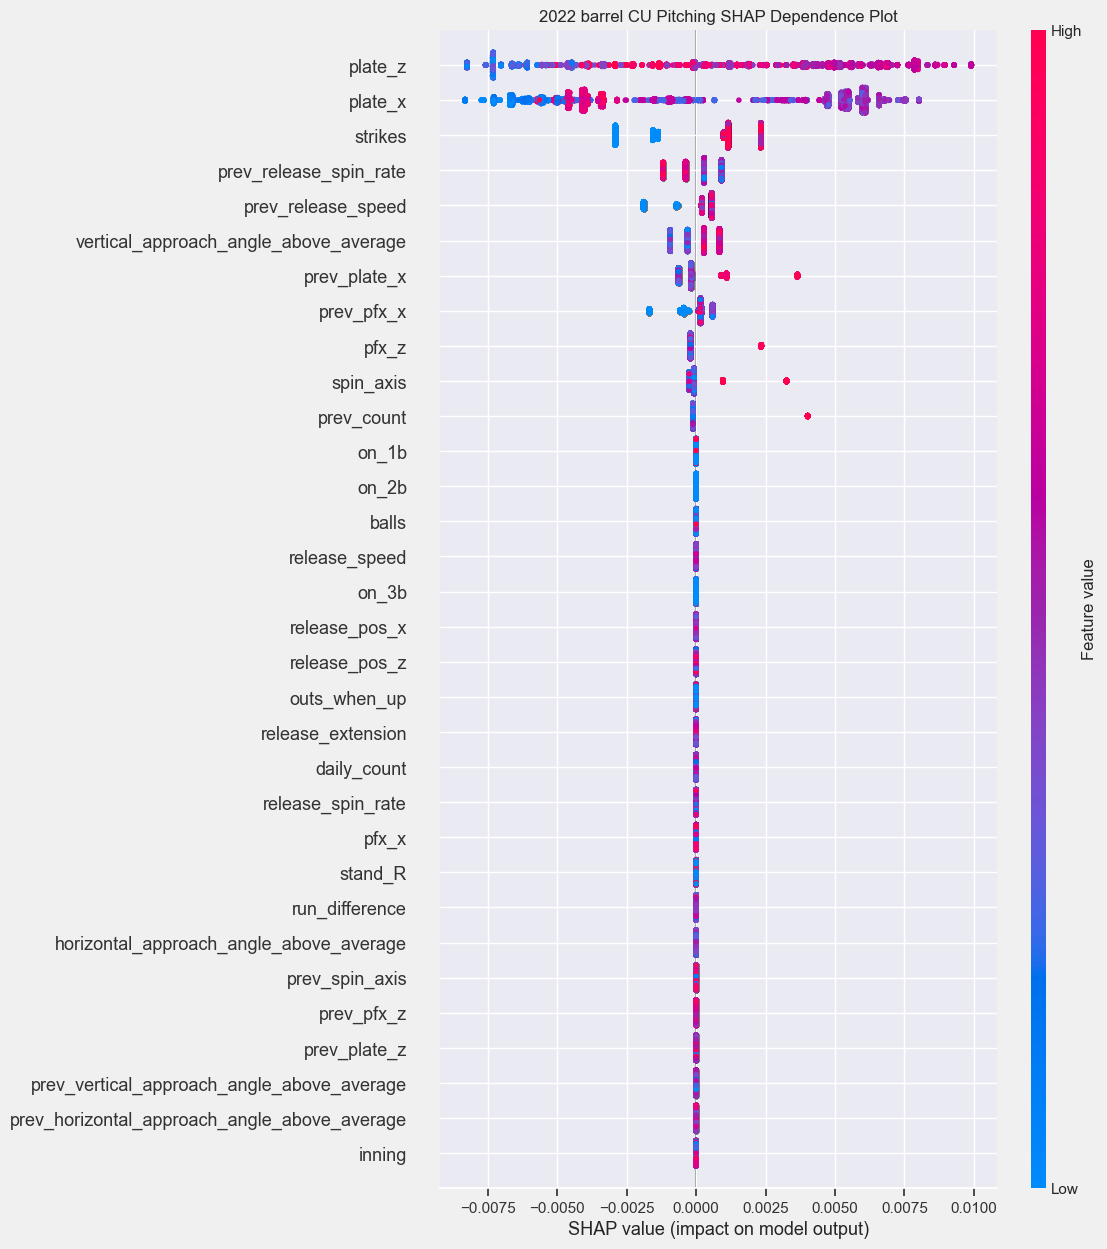 2022 barrel CU Pitching SHAP Dependence Plot
High
plate_z
plate_x
strikes
prev_release_spin_rate
prev_release_speed
vertical_approach_angle_above_average
prev_plate_x
prev_pfx_x
pfx_z
spin_axis
prev_count
on_1b
on_2b
balls
release_speed
on_3b
release_pos_x
release_pos_z
outs_when_up
release_extension
daily_count
release_spin_rate
pfx_x
stand_R
run_difference
horizontal_approach_angle_above_average
prev_spin_axis
prev_pfx_z
prev_plate_z
prev_vertical_approach_angle_above_average
prev_horizontal_approach_angle_above_average
inning
Feature value
Low
−0.0075 −0.0050 −0.0025 0.0000 0.0025 0.0050 0.0075 0.0100
SHAP value (impact on model output)